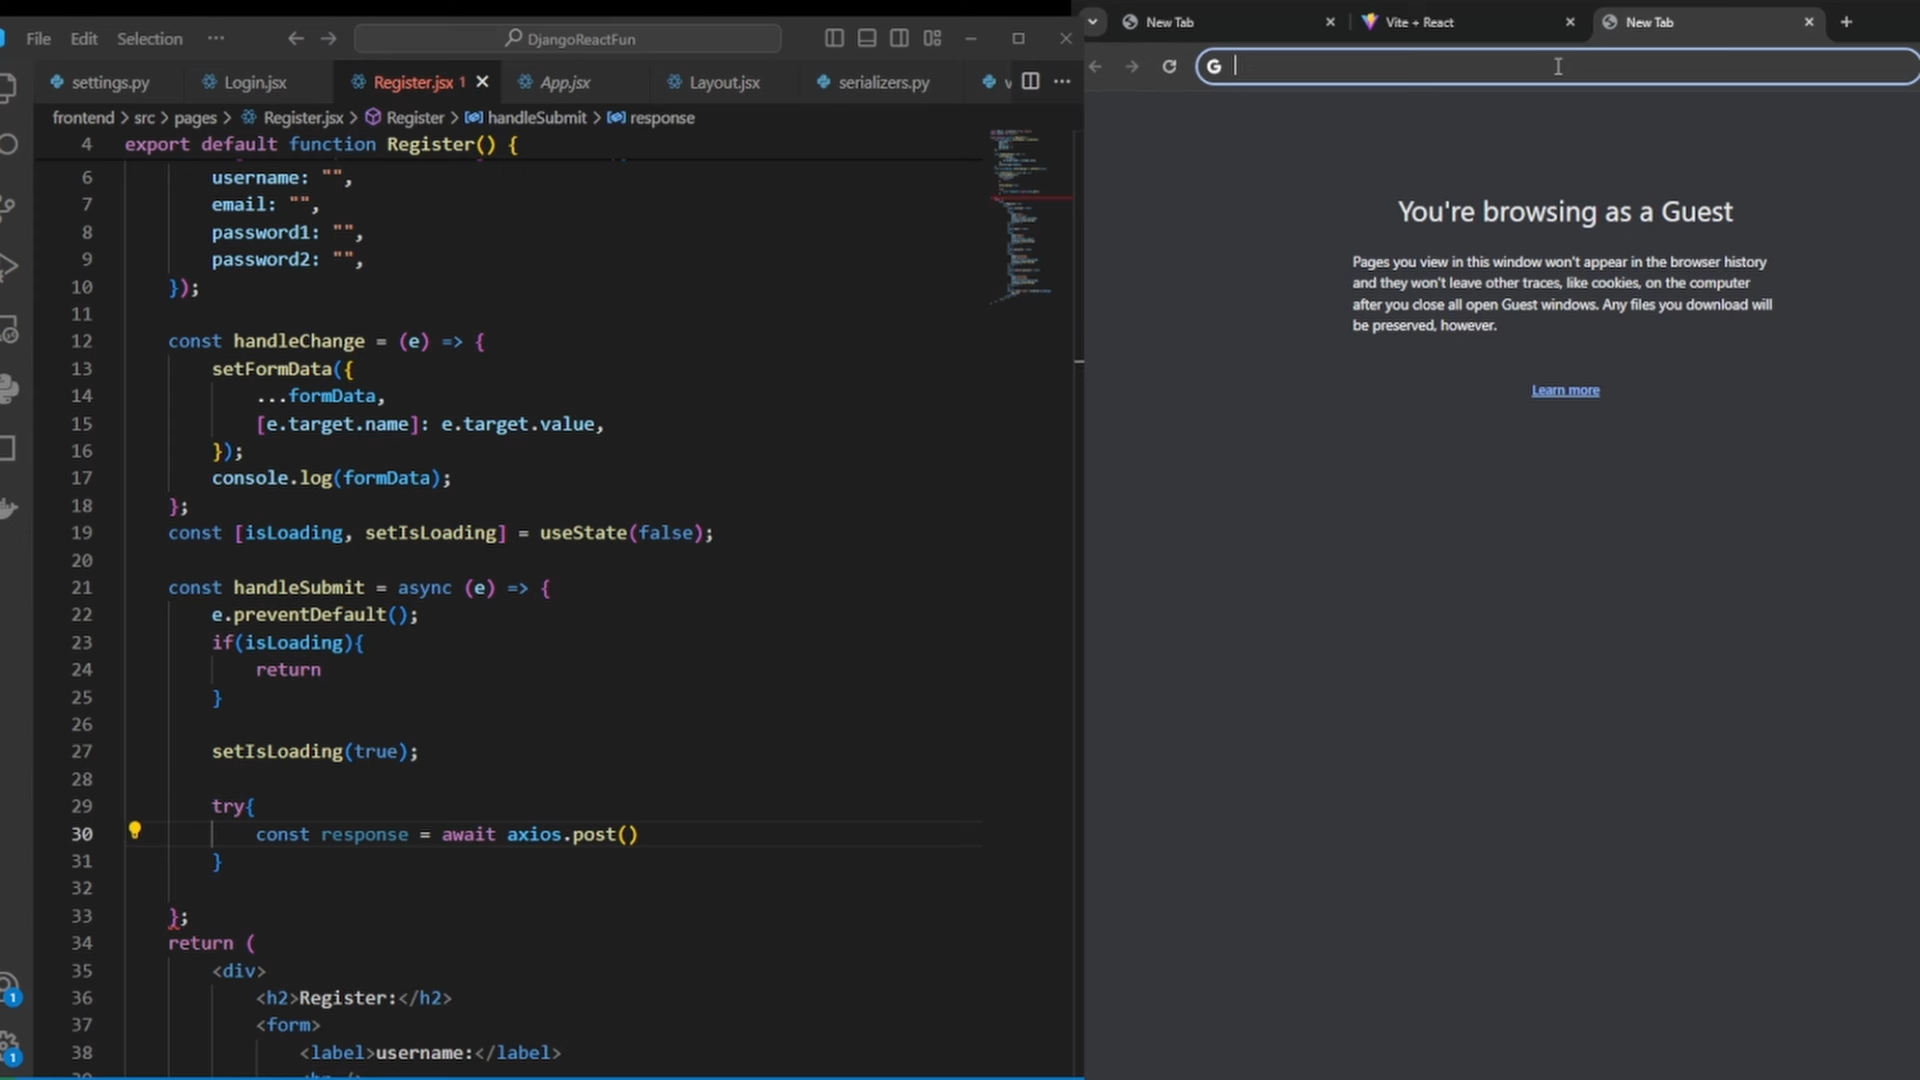 File Edit Selection ··· DjangoReactFun
settings.py Login.jsx Register.jsx 1 App.jsx Layout.jsx serializers.py
frontend > src > pages > Register.jsx > Register > handleSubmit > response
4 export default function Register() {
6 username: "",
7 email: "",
8 password1: "",
9 password2: "",
10 });
11
12 const handleChange = (e) => {
13 setFormData({
14 ...formData,
15 [e.target.name]: e.target.value,
16 });
17 console.log(formData);
18 };
19 const [isLoading, setIsLoading] = useState(false);
20
21 const handleSubmit = async (e) => {
22 e.preventDefault();
23 if(isLoading){
24 return
25 }
26
27 setIsLoading(true);
28
29 try{
30 const response = await axios.post()
31 }
32
33 };
34 return (
35 <div>
36 <h2>Register:</h2>
37 <form>
38 <label>username:</label>
1
1
New Tab Vite + React New Tab
You're browsing as a Guest
Pages you view in this window won't appear in the browser history
and they won't leave other traces, like cookies, on the computer
after you close all open Guest windows. Any files you download will
be preserved, however.
Learn more